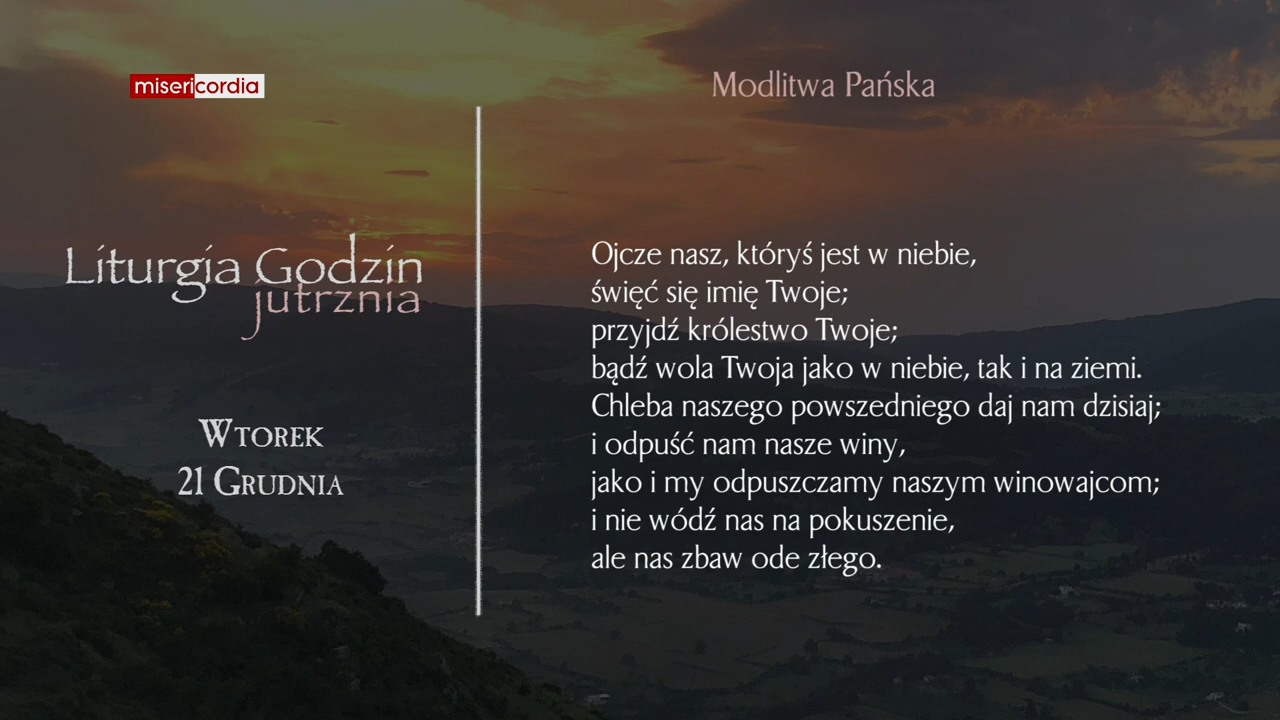 misericordia
Liturgia Godzin
jutrznia
Wtorek
21 Grudnia
Modlitwa Pańska
Ojcze nasz, któryś jest w niebie,
święć się imię Twoje;
przyjdź królestwo Twoje;
bądź wola Twoja jako w niebie, tak i na ziemi.
Chleba naszego powszedniego daj nam dzisiaj;
i odpuść nam nasze winy,
jako i my odpuszczamy naszym winowajcom;
i nie wódź nas na pokuszenie,
ale nas zbaw ode złego.